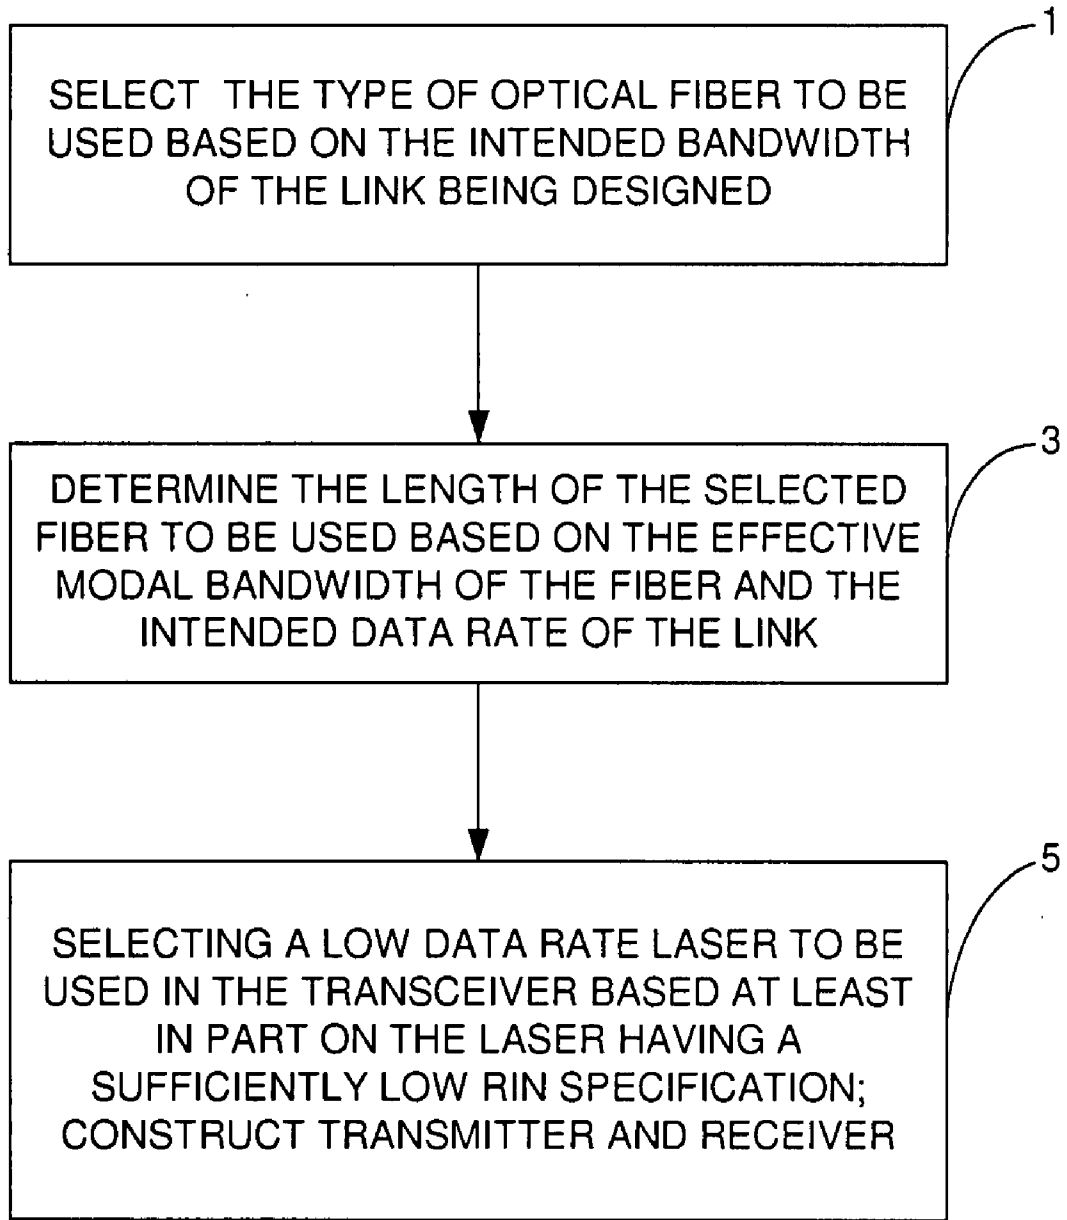 1
SELECT THE TYPE OF OPTICAL FIBER TO BE
USED BASED ON THE INTENDED BANDWIDTH
OF THE LINK BEING DESIGNED
3
DETERMINE THE LENGTH OF THE SELECTED
FIBER TO BE USED BASED ON THE EFFECTIVE
MODAL BANDWIDTH OF THE FIBER AND THE
INTENDED DATA RATE OF THE LINK
5
SELECTING A LOW DATA RATE LASER TO BE
USED IN THE TRANSCEIVER BASED AT LEAST
IN PART ON THE LASER HAVING A
SUFFICIENTLY LOW RIN SPECIFICATION;
CONSTRUCT TRANSMITTER AND RECEIVER